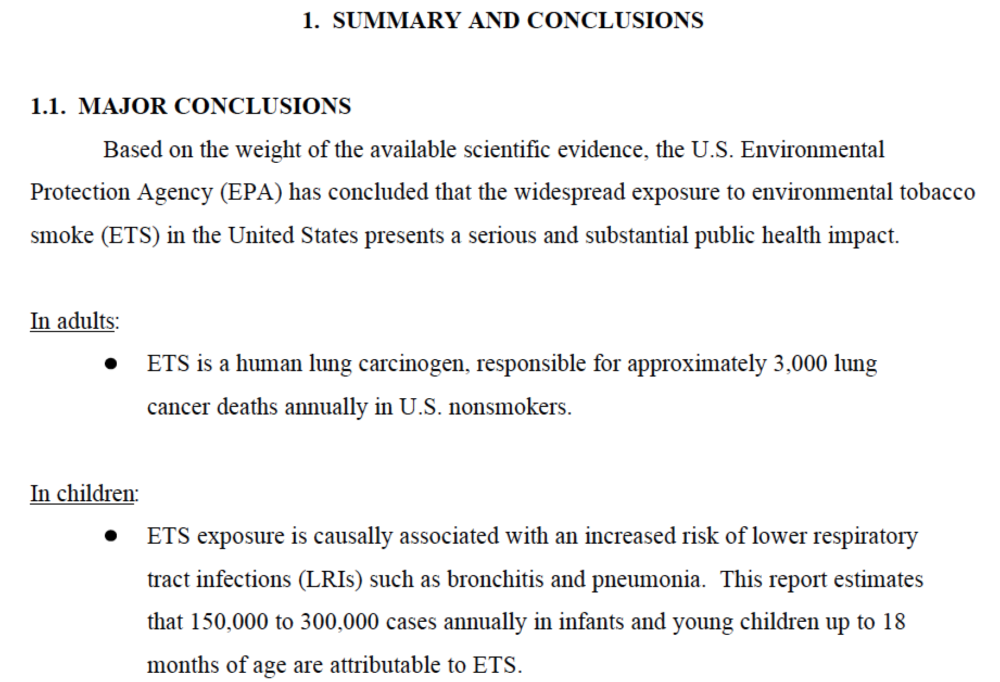 1. SUMMARY AND CONCLUSIONS
1.1. MAJOR CONCLUSIONS
Based on the weight of the available scientific evidence, the U.S. Environmental
Protection Agency (EPA) has concluded that the widespread exposure to environmental tobacco
smoke (ETS) in the United States presents a serious and substantial public health impact.
In adults:
● ETS is a human lung carcinogen, responsible for approximately 3,000 lung
cancer deaths annually in U.S. nonsmokers.
In children:
● ETS exposure is causally associated with an increased risk of lower respiratory
tract infections (LRIs) such as bronchitis and pneumonia. This report estimates
that 150,000 to 300,000 cases annually in infants and young children up to 18
months of age are attributable to ETS.